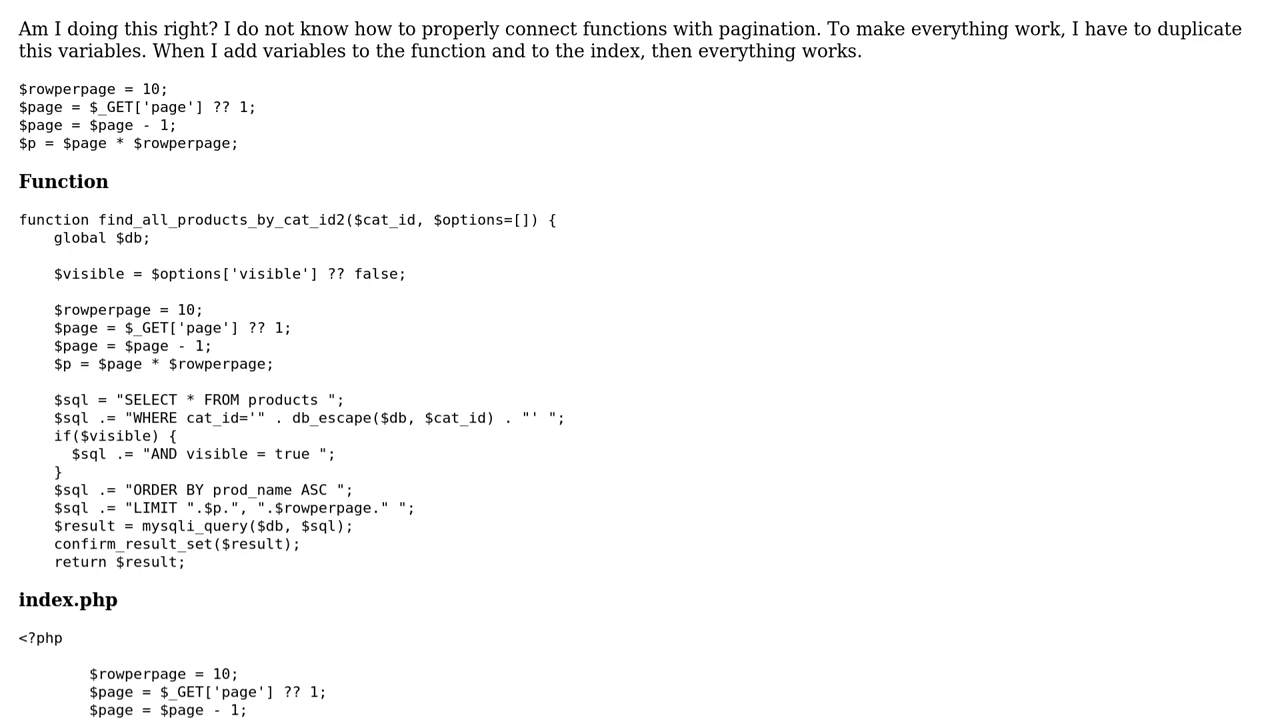 Am I doing this right? I do not know how to properly connect functions with pagination. To make everything work, I have to duplicate
this variables. When I add variables to the function and to the index, then everything works.
$rowperpage = 10;
$page = $_GET['page'] ?? 1;
$page = $page - 1;
$p = $page * $rowperpage;
Function
function find_all_products_by_cat_id2($cat_id, $options=[]) {
    global $db;
    $visible = $options['visible'] ?? false;
    $rowperpage = 10;
    $page = $_GET['page'] ?? 1;
    $page = $page - 1;
    $p = $page * $rowperpage;
    $sql = "SELECT * FROM products ";
    $sql .= "WHERE cat_id='" . db_escape($db, $cat_id) . "' ";
    if($visible) {
      $sql .= "AND visible = true ";
    }
    $sql .= "ORDER BY prod_name ASC ";
    $sql .= "LIMIT ".$p.", ".$rowperpage." ";
    $result = mysqli_query($db, $sql);
    confirm_result_set($result);
    return $result;
index.php
<?php
        $rowperpage = 10;
        $page = $_GET['page'] ?? 1;
        $page = $page - 1;